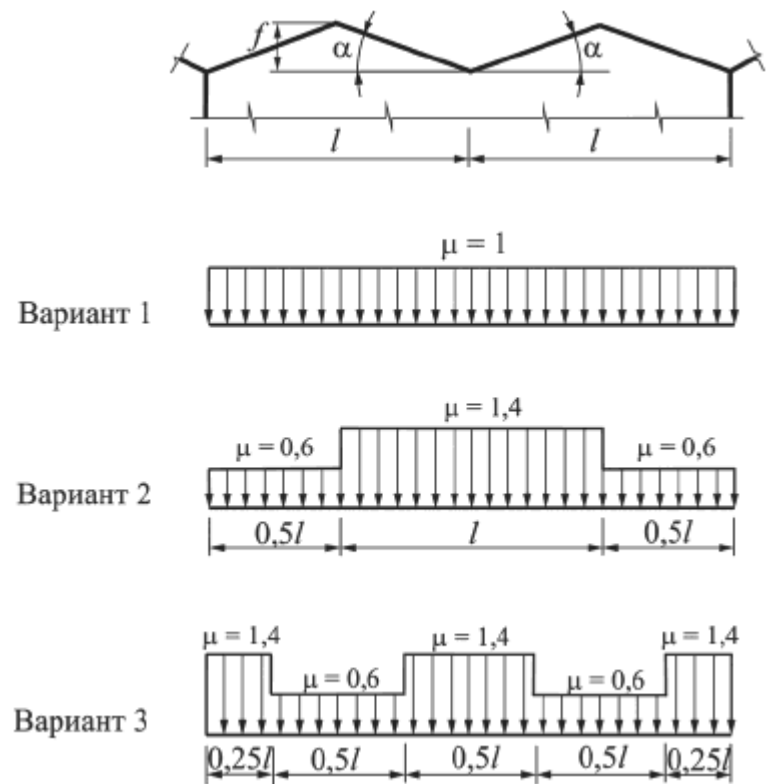 f α α
l l
μ = 1
Вариант 1
μ = 1,4
μ = 0,6 μ = 0,6
Вариант 2
0,5l l 0,5l
μ = 1,4 μ = 1,4 μ = 1,4
μ = 0,6 μ = 0,6
Вариант 3
0,25l 0,5l 0,5l 0,5l 0,25l